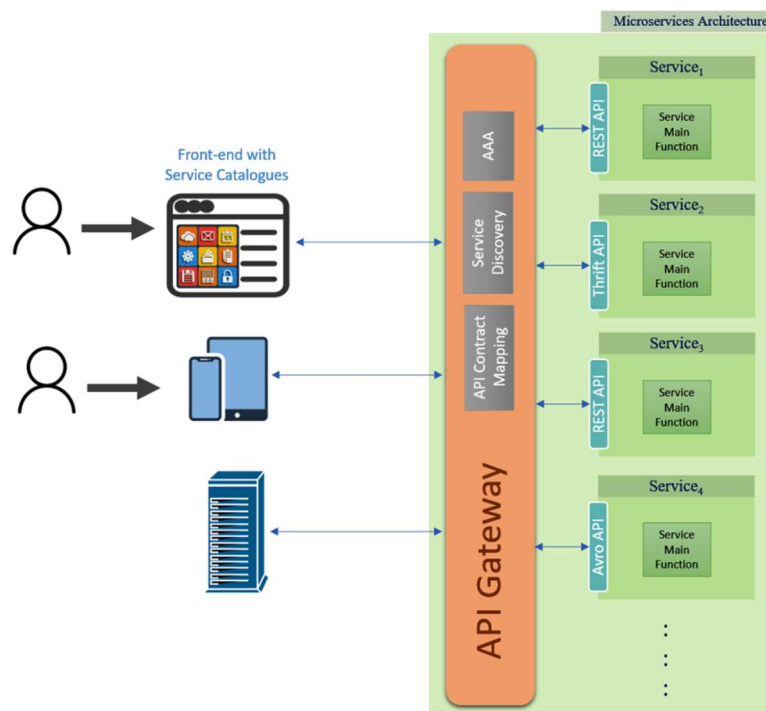 Microservices Architecture
Front-end with
Service Catalogues
API Gateway
AAA
Service
Discovery
API Contract
Mapping
Service1
REST API
Service
Main
Function
Service2
Thrift API
Service
Main
Function
Service3
REST API
Service
Main
Function
Service4
Avro API
Service
Main
Function